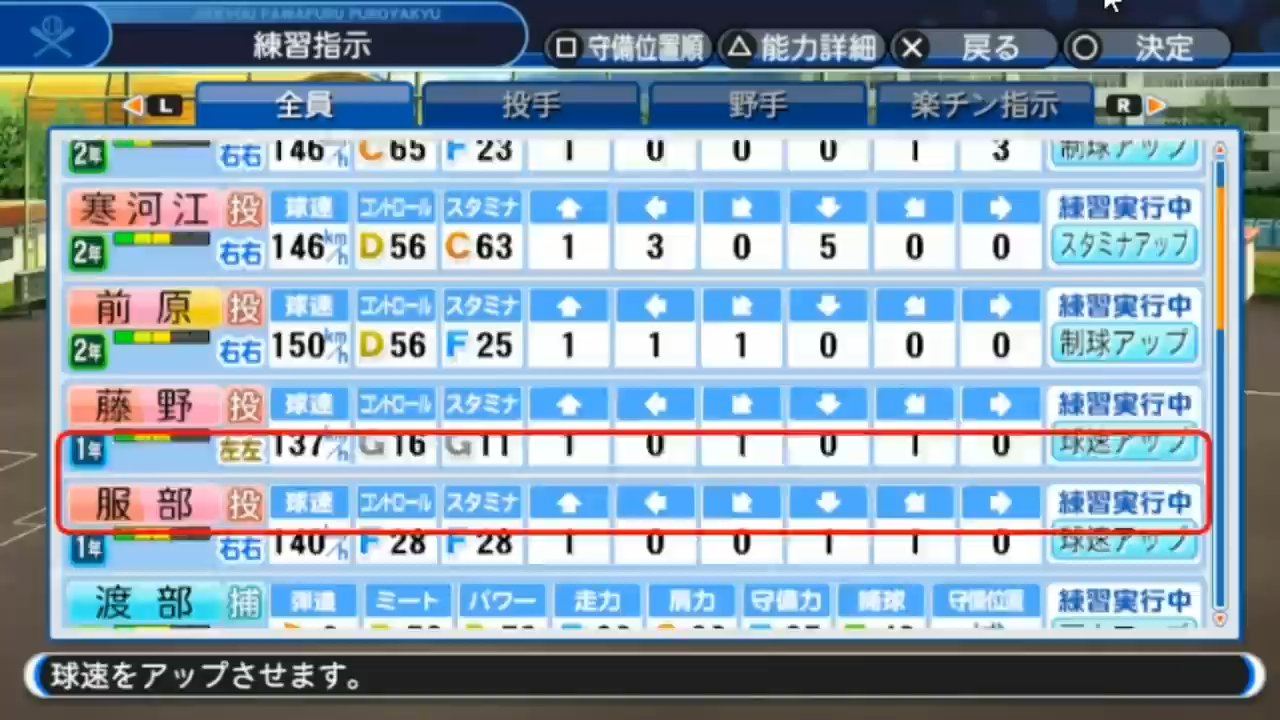 JIKKYOU PAWAFURU PUROYAKYU
練習指示 □守備位置順 △能力詳細 ×戻る ○決定
L 全員 投手 野手 楽チン指示 R
2年 右右 146km/h C65 F23 1 0 0 0 1 3 制球アップ
寒河江 投 球速 コントロール スタミナ ⬆ ⬅ ⬋ ⬇ ⬊ ➡ 練習実行中
2年 右右 146km/h D56 C63 1 3 0 5 0 0 スタミナアップ
前原 投 球速 コントロール スタミナ ⬆ ⬅ ⬋ ⬇ ⬊ ➡ 練習実行中
2年 右右 150km/h D56 F25 1 1 1 0 0 0 制球アップ
藤野 投 球速 コントロール スタミナ ⬆ ⬅ ⬋ ⬇ ⬊ ➡ 練習実行中
1年 左左 137km/h G16 G11 1 0 1 0 1 0 球速アップ
服部 投 球速 コントロール スタミナ ⬆ ⬅ ⬋ ⬇ ⬊ ➡ 練習実行中
1年 右右 140km/h F28 F28 1 0 0 1 1 0 球速アップ
渡部 捕 弾道 ミート パワー 走力 肩力 守備力 捕球 守備位置 練習実行中
球速をアップさせます。